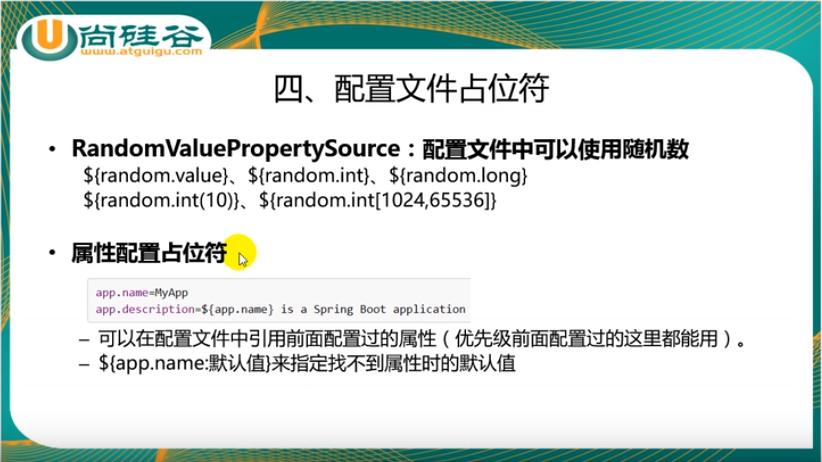 尚硅谷
www.atguigu.com
四、配置文件占位符
• RandomValuePropertySource：配置文件中可以使用随机数
${random.value}、${random.int}、${random.long}
${random.int(10)}、${random.int[1024,65536]}
• 属性配置占位符
app.name=MyApp
app.description=${app.name} is a Spring Boot application
– 可以在配置文件中引用前面配置过的属性（优先级前面配置过的这里都能用）。
– ${app.name:默认值}来指定找不到属性时的默认值